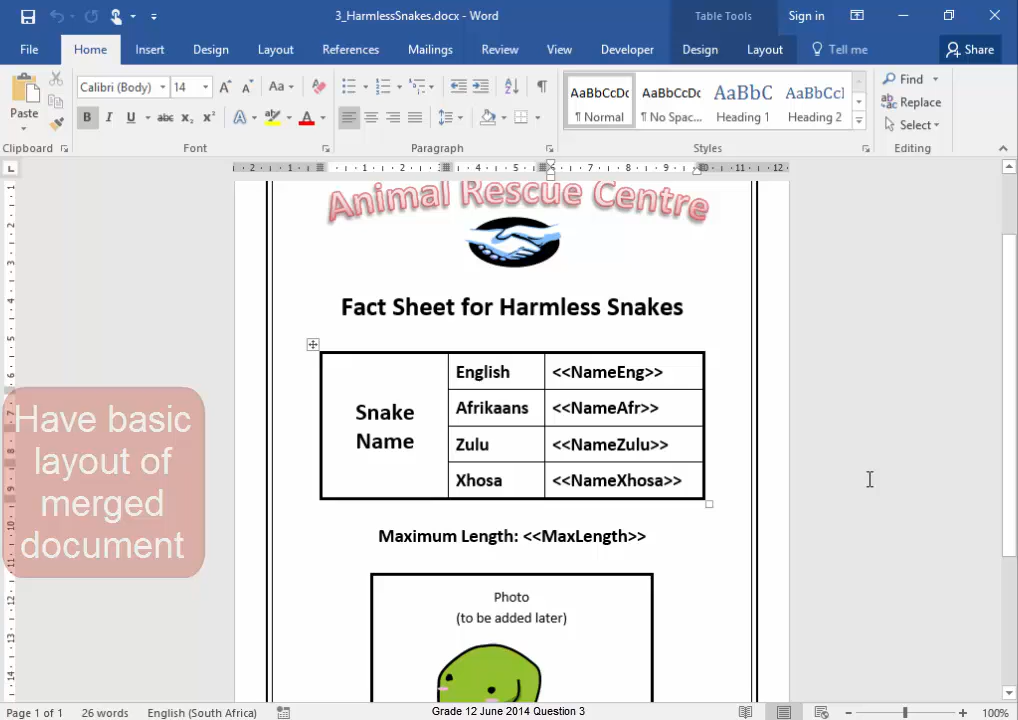 3_HarmlessSnakes.docx - Word
Table Tools
Sign in
File
Home
Insert
Design
Layout
References
Mailings
Review
View
Developer
Design
Layout
Tell me
Share
Paste
Clipboard
Calibri (Body)
14
Font
Paragraph
AaBbCcDc
¶ Normal
AaBbCcDc
¶ No Spac...
AaBbC
Heading 1
AaBbCcI
Heading 2
Styles
Find
Replace
Select
Editing
Animal Rescue Centre
Fact Sheet for Harmless Snakes
Snake
Name
English <<NameEng>>
Afrikaans <<NameAfr>>
Zulu <<NameZulu>>
Xhosa <<NameXhosa>>
Maximum Length: <<MaxLength>>
Photo
(to be added later)
Have basic
layout of
merged
document
Page 1 of 1
26 words
English (South Africa)
Grade 12 June 2014 Question 3
100%